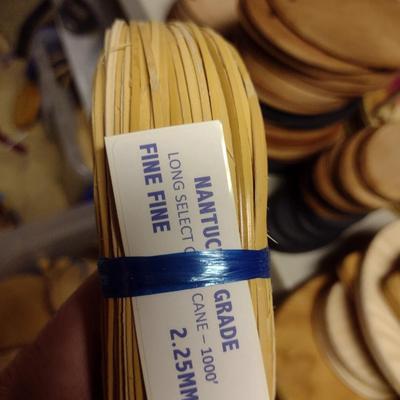 NANTUC GRADE
LONG SELECT C CANE – 1000'
FINE FINE 2.25MM